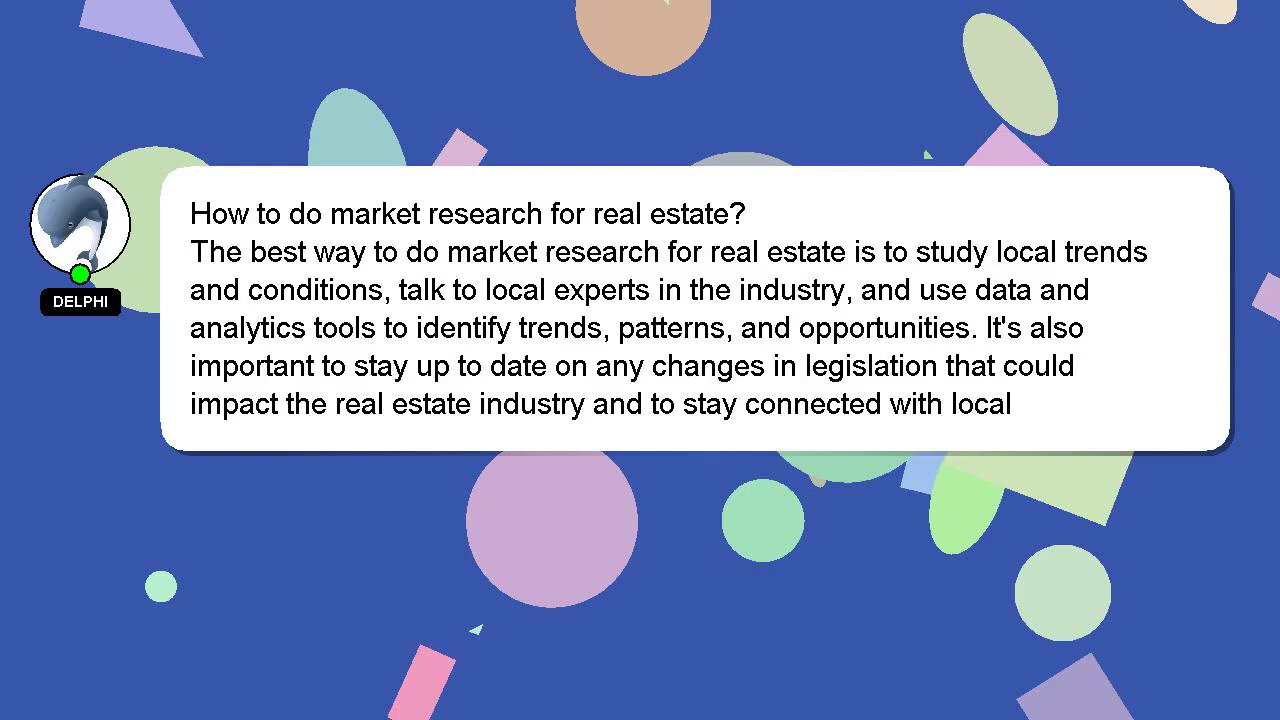 How to do market research for real estate?
The best way to do market research for real estate is to study local trends
and conditions, talk to local experts in the industry, and use data and
analytics tools to identify trends, patterns, and opportunities. It's also
important to stay up to date on any changes in legislation that could
impact the real estate industry and to stay connected with local
DELPHI